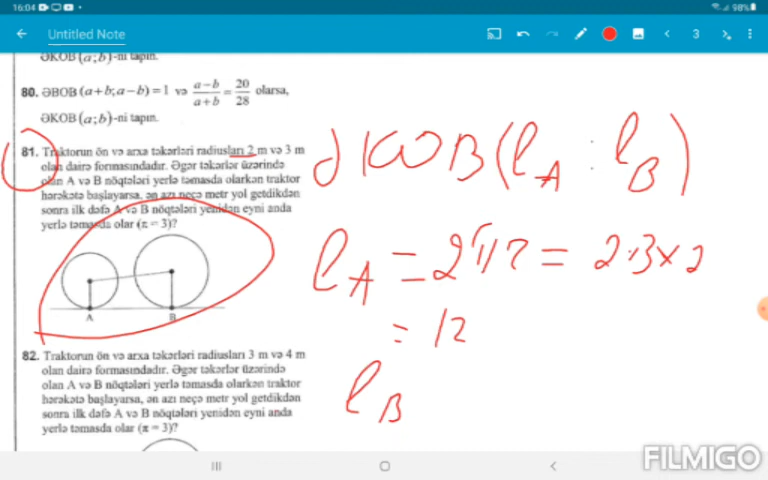 16:04
98%
Untitled Note
3
ƏKOB(a;b)-ni tapın.
80. ƏBOB(a+b;a−b)=1 və a−b/a+b = 20/28 olarsa,
ƏKOB(a;b)-ni tapın.
81. Traktorun ön və arxa təkərləri radiusları 2 m və 3 m
olan dairə formasındadır. Əgər təkərlər üzərində
olan A və B nöqtələri yerlə təmasda olarkən traktor
hərəkətə başlayarsa, ən azı neçə metr yol getdikdən
sonra ilk dəfə A və B nöqtələri yenidən eyni anda
yerlə təmasda olar (π = 3)?
A B
82. Traktorun ön və arxa təkərləri radiusları 3 m və 4 m
olan dairə formasındadır. Əgər təkərlər üzərində
olan A və B nöqtələri yerlə təmasda olarkən traktor
hərəkətə başlayarsa, ən azı neçə metr yol getdikdən
sonra ilk dəfə A və B nöqtələri yenidən eyni anda
yerlə təmasda olar (π = 3)?
ƏKOB(ℓA ; ℓB)
ℓA = 2πr = 2·3×2
= 12
ℓB
FILMIGO